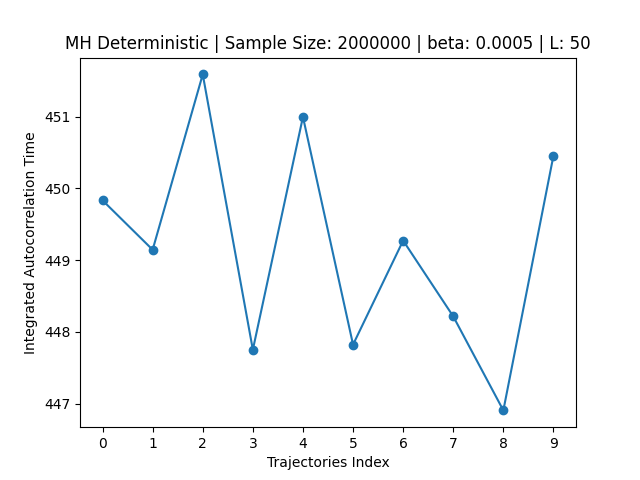 MH Deterministic | Sample Size: 2000000 | beta: 0.0005 | L: 50
Integrated Autocorrelation Time
451
450
449
448
447
0 1 2 3 4 5 6 7 8 9
Trajectories Index